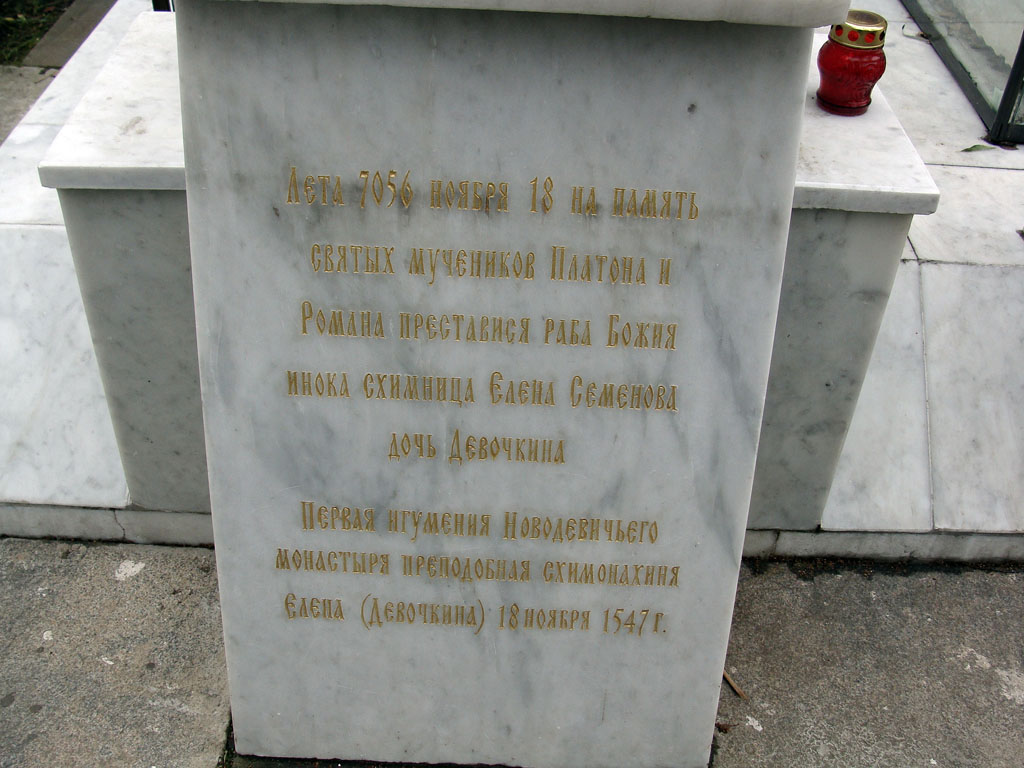 Лета 7056 ноября 18 на память
святых мучеников Платона и
Романа преставися раба Божия
инока схимница Елена Семенова
дочь Девочкина
Первая игумения Новодевичьего
монастыря преподобная схимонахиня
Елена (Девочкина) 18 ноября 1547 г.